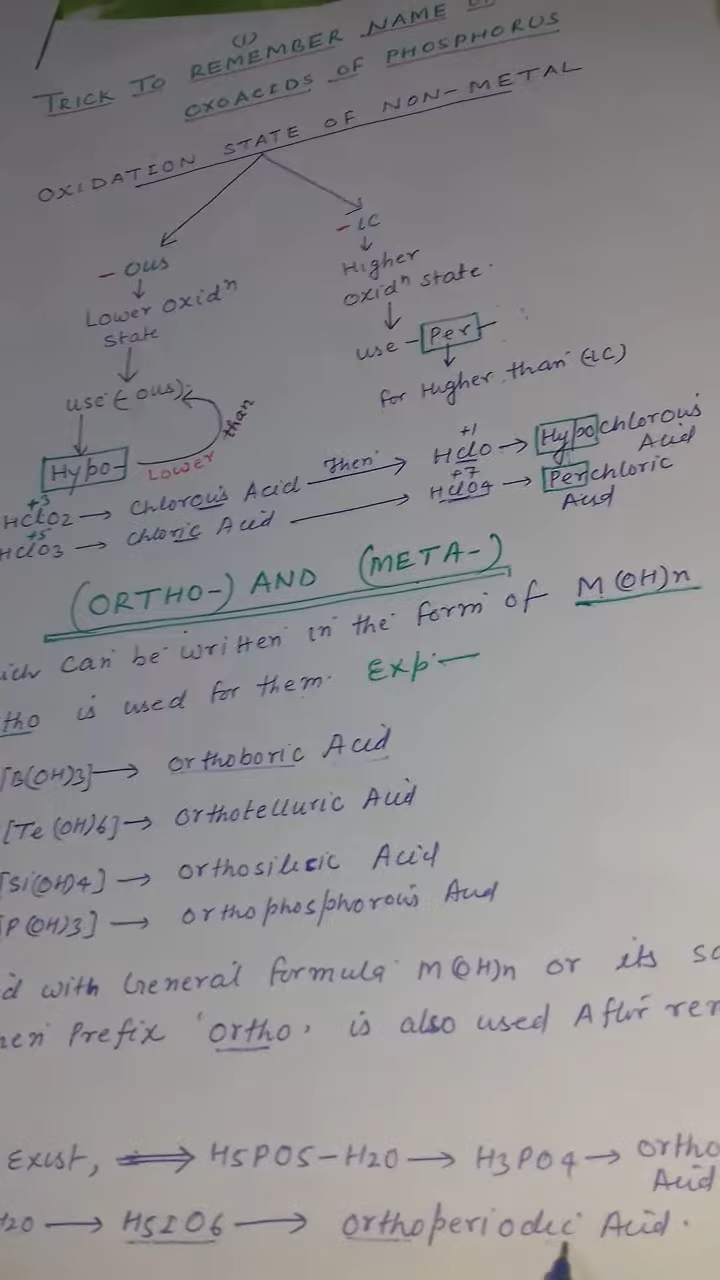 (1)
TRICK TO REMEMBER NAME
OXOACIDS OF PHOSPHORUS
OXIDATION STATE OF NON-METAL
- ous
- ic
Lower oxidⁿ
state
Higher
oxidⁿ state.
use (- ous).
use - Per -
for Higher than (-ic)
Hypo-
Lower
than
+3
HClO2 → Chlorous Acid
then
→
+1
HClO → Hypochlorous
Acid
+5
HClO3 → Chloric Acid →
+7
HClO4 → Perchloric
Acid
(ORTHO-) AND (META-)
can be written in the form of M(OH)n
tho is used for them. Exp:-
[B(OH)3] → orthoboric Acid
[Te(OH)6] → orthotelluric Acid
[Si(OH)4] → orthosilicic Acid
[P(OH)3] → orthophosphorous Acid
d with General formula M(OH)n or its
Prefix 'ortho' is also used After
Exist, ⇒ H5PO5-H2O → H3PO4 → ortho
Acid
H2O → H5IO6 → orthoperiodic Acid.